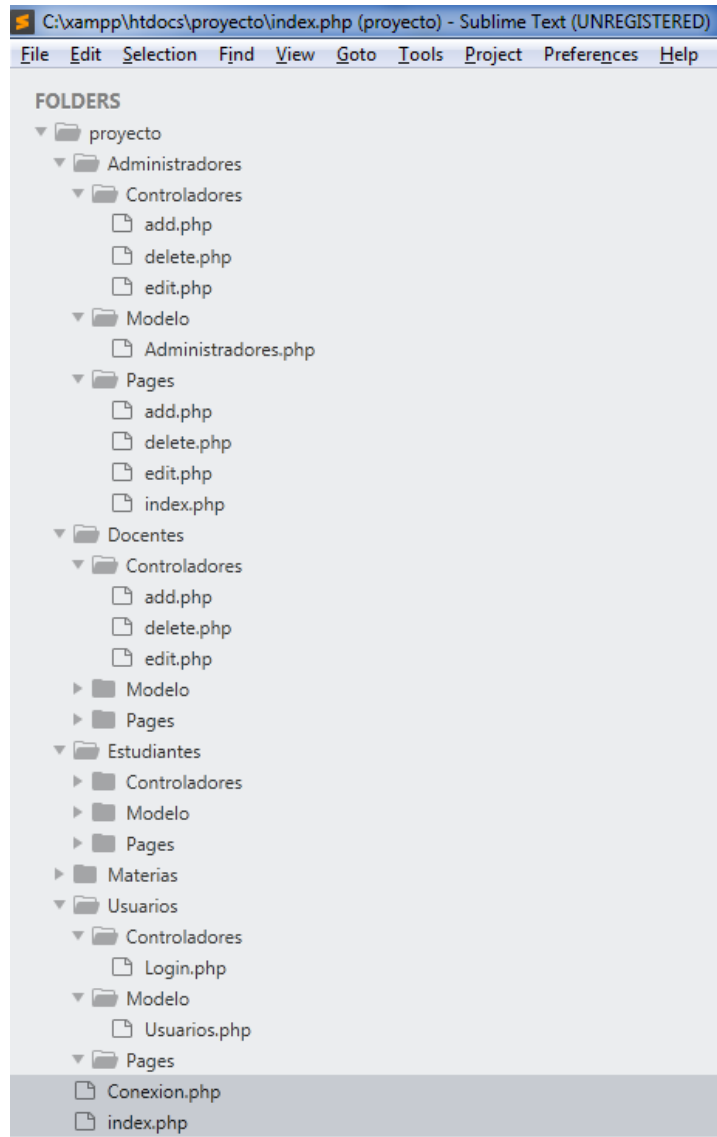 C:\xampp\htdocs\proyecto\index.php (proyecto) - Sublime Text (UNREGISTERED)
File Edit Selection Find View Goto Tools Project Preferences Help
FOLDERS
proyecto
Administradores
Controladores
add.php
delete.php
edit.php
Modelo
Administradores.php
Pages
add.php
delete.php
edit.php
index.php
Docentes
Controladores
add.php
delete.php
edit.php
Modelo
Pages
Estudiantes
Controladores
Modelo
Pages
Materias
Usuarios
Controladores
Login.php
Modelo
Usuarios.php
Pages
Conexion.php
index.php